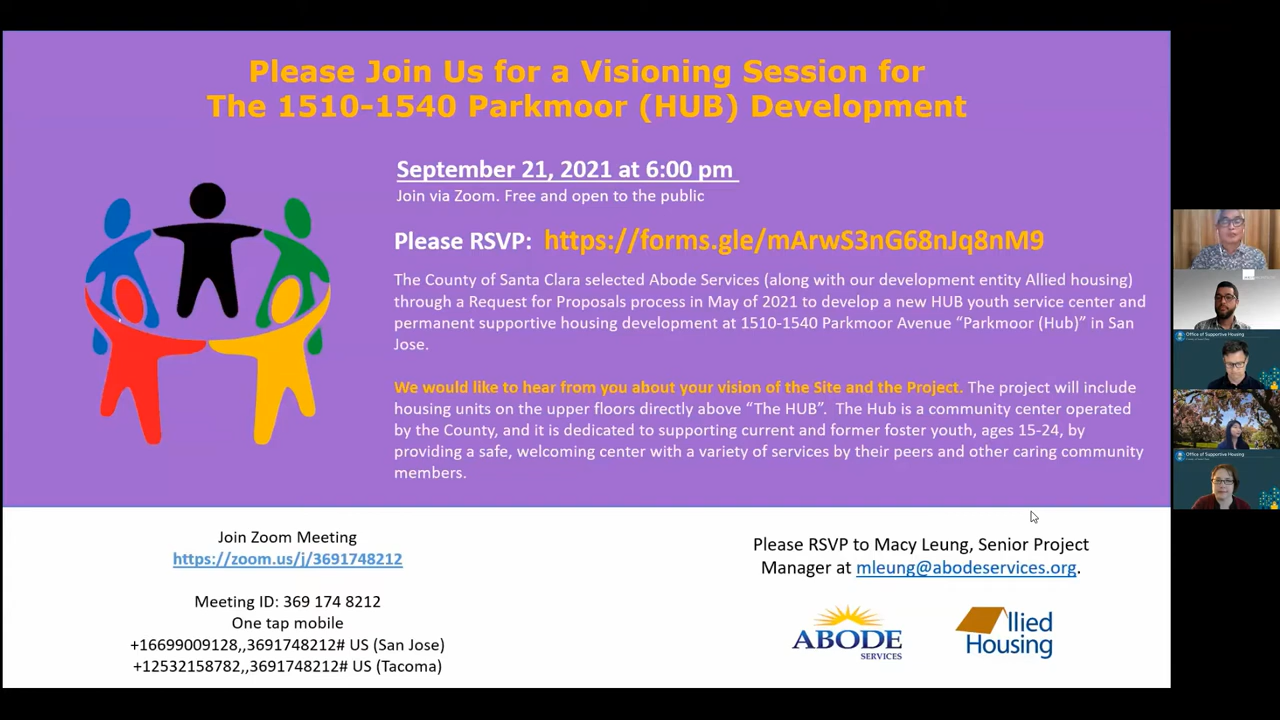 Please Join Us for a Visioning Session for
The 1510-1540 Parkmoor (HUB) Development
September 21, 2021 at 6:00 pm
Join via Zoom. Free and open to the public
Please RSVP: https://forms.gle/mArwS3nG68nJq8nM9
The County of Santa Clara selected Abode Services (along with our development entity Allied housing)
through a Request for Proposals process in May of 2021 to develop a new HUB youth service center and
permanent supportive housing development at 1510-1540 Parkmoor Avenue “Parkmoor (Hub)” in San
Jose.
We would like to hear from you about your vision of the Site and the Project. The project will include
housing units on the upper floors directly above “The HUB”. The Hub is a community center operated
by the County, and it is dedicated to supporting current and former foster youth, ages 15-24, by
providing a safe, welcoming center with a variety of services by their peers and other caring community
members.
Join Zoom Meeting
https://zoom.us/j/3691748212
Meeting ID: 369 174 8212
One tap mobile
+16699009128,,3691748212# US (San Jose)
+12532158782,,3691748212# US (Tacoma)
Please RSVP to Macy Leung, Senior Project
Manager at mleung@abodeservices.org.
ABODE
SERVICES
Allied
Housing
Office of Supportive Housing
Office of Supportive Housing